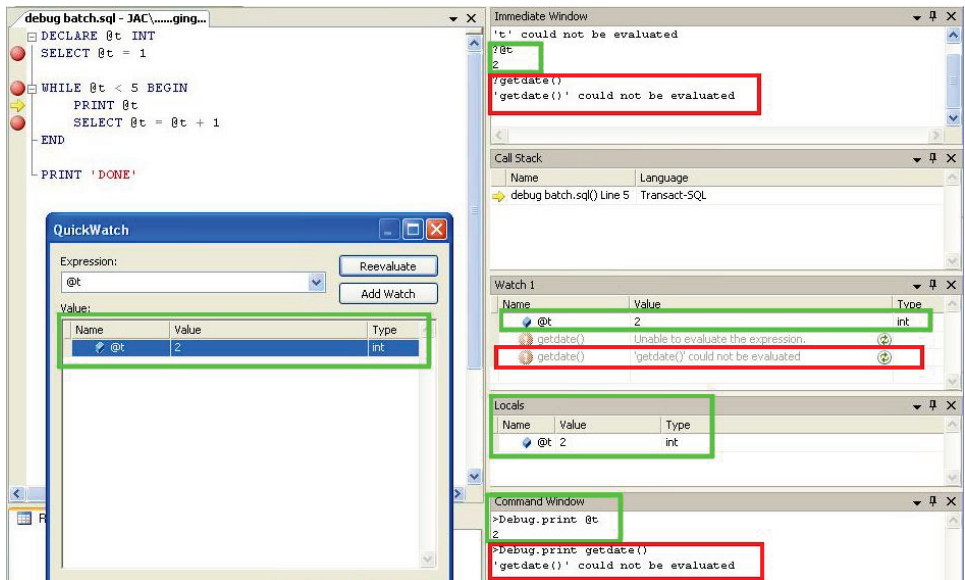 debug batch.sql - JAC\......ging...
DECLARE @t INT
SELECT @t = 1
WHILE @t < 5 BEGIN
PRINT @t
SELECT @t = @t + 1
END
PRINT 'DONE'
QuickWatch
Expression:
@t
Reevaluate
Add Watch
Value:
Name Value Type
@t 2 int
R
Immediate Window
't' could not be evaluated
?@t
2
?getdate()
'getdate()' could not be evaluated
Call Stack
Name Language
debug batch.sql() Line 5 Transact-SQL
Watch 1
Name Value Type
@t 2 int
getdate() Unable to evaluate the expression.
getdate() 'getdate()' could not be evaluated
Locals
Name Value Type
@t 2 int
Command Window
>Debug.print @t
2
>Debug.print getdate()
'getdate()' could not be evaluated